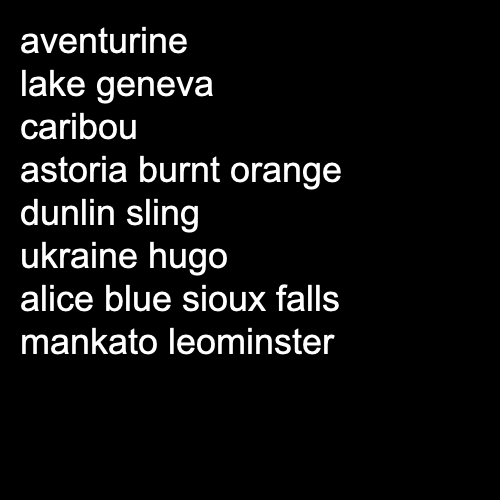 aventurine
lake geneva
caribou
astoria burnt orange
dunlin sling
ukraine hugo
alice blue sioux falls
mankato leominster